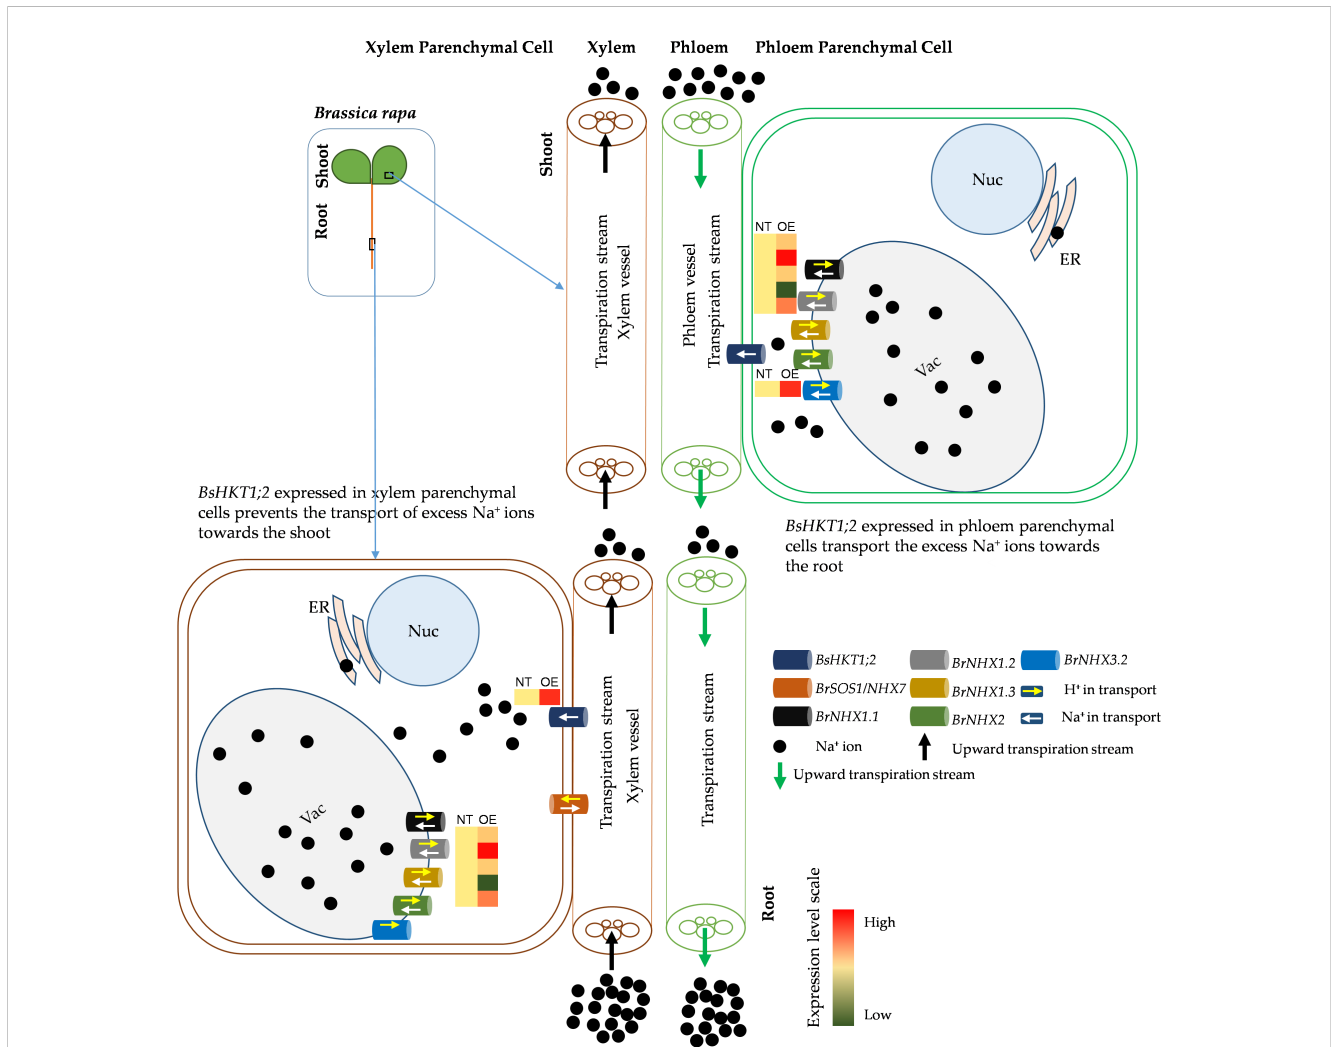 Xylem Parenchymal Cell
Xylem
Phloem
Phloem Parenchymal Cell
Brassica rapa
Shoot
Root
Shoot
Transpiration stream
Xylem vessel
Phloem vessel
Transpiration stream
Nuc
ER
NT OE
Vac
NT OE
BsHKT1;2 expressed in xylem parenchymal
cells prevents the transport of excess Na⁺ ions
towards the shoot
BsHKT1;2 expressed in phloem parenchymal
cells transport the excess Na⁺ ions towards
the root
ER
Nuc
NT OE
Vac
NT OE
Transpiration stream
Xylem vessel
Transpiration stream
Root
BsHKT1;2
BrNHX1.2
BrNHX3.2
BrSOS1/NHX7
BrNHX1.3
H⁺ in transport
BrNHX1.1
BrNHX2
Na⁺ in transport
Na⁺ ion
Upward transpiration stream
Upward transpiration stream
Expression level scale
High
Low